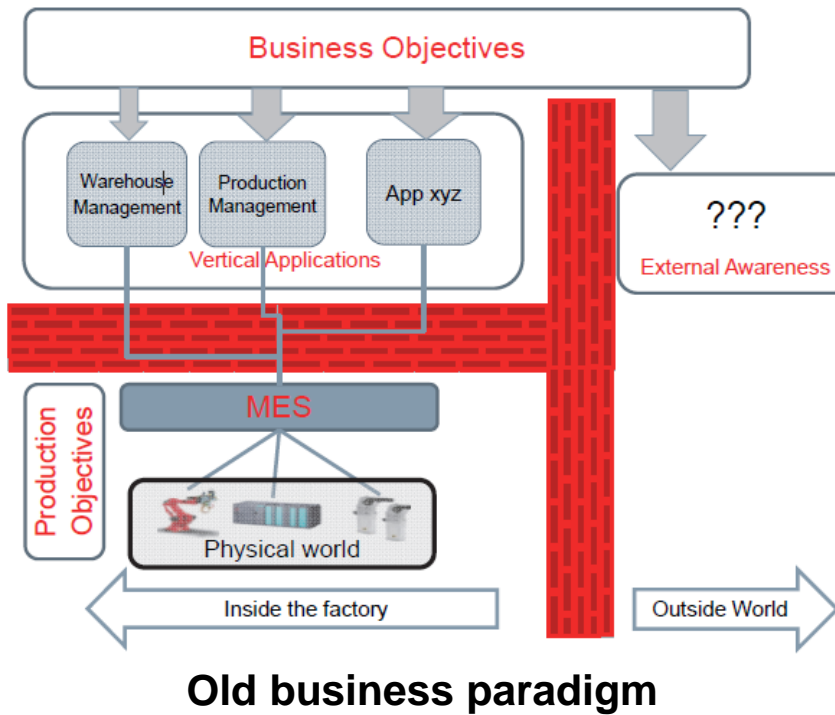 Business Objectives
Warehouse
Management
Production
Management
App xyz
Vertical Applications
???
External Awareness
MES
Production
Objectives
Physical world
Inside the factory
Outside World
Old business paradigm